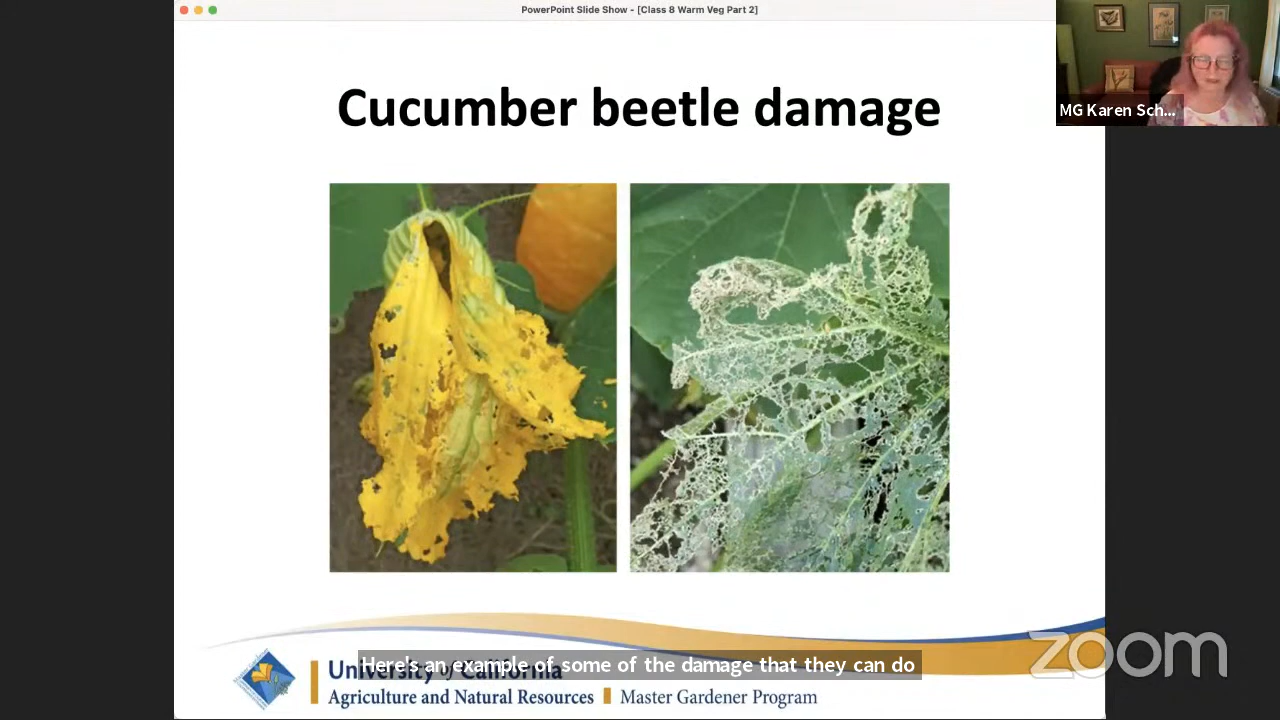 PowerPoint Slide Show - [Class 8 Warm Veg Part 2]
MG Karen Sch...
Cucumber beetle damage
University of California
Here's an example of some of the damage that they can do
Agriculture and Natural Resources | Master Gardener Program
zoom